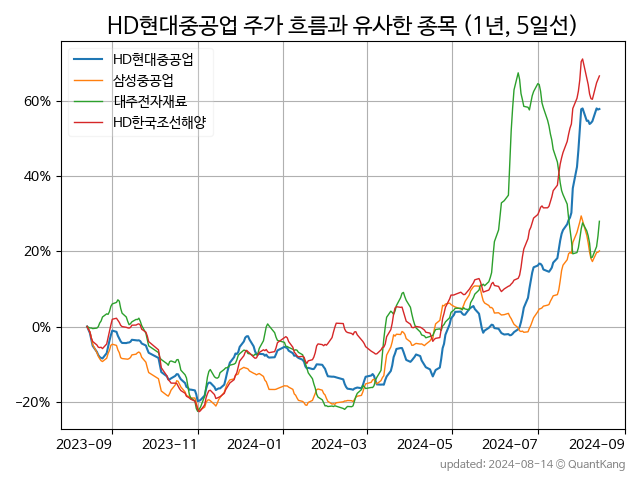 HD현대중공업 주가 흐름과 유사한 종목 (1년, 5일선)
HD현대중공업
삼성중공업
대주전자재료
HD한국조선해양
60%
40%
20%
0%
−20%
2023-09 2023-11 2024-01 2024-03 2024-05 2024-07 2024-09
updated: 2024-08-14 © QuantKang